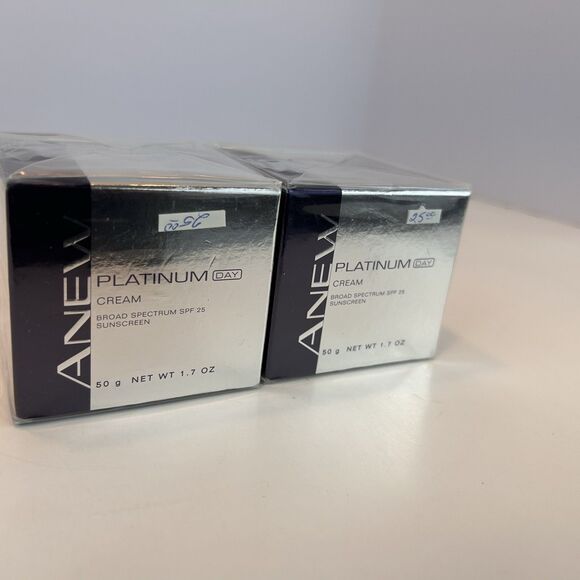 ANEW
25.00
PLATINUM DAY
CREAM
BROAD SPECTRUM SPF 25
SUNSCREEN
50 g NET WT 1.7 OZ
ANEW
25.00
PLATINUM DAY
CREAM
BROAD SPECTRUM SPF 25
SUNSCREEN
50 g NET WT 1.7 OZ